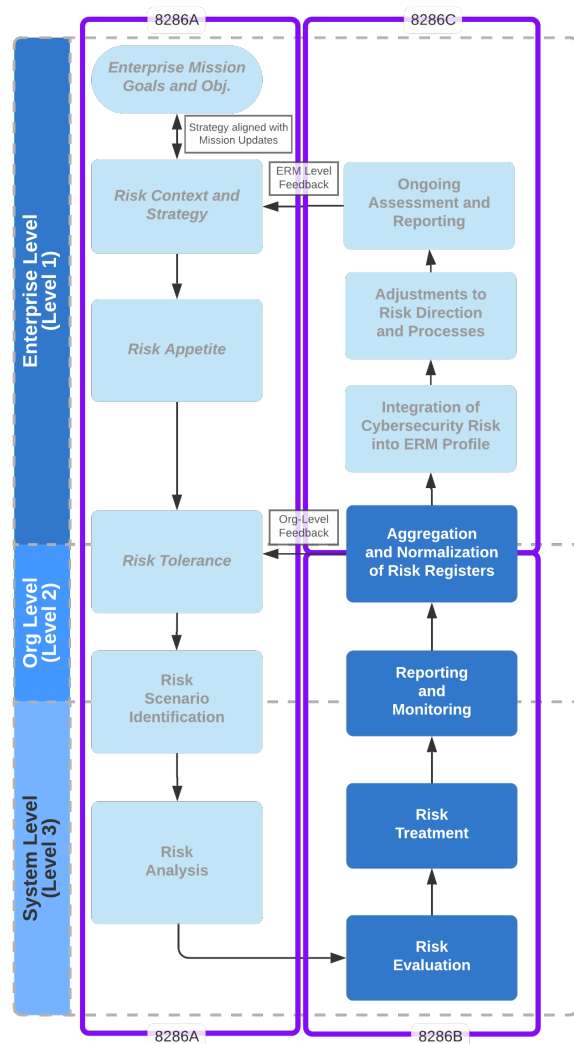 8286A
8286C
Enterprise Mission
Goals and Obj.
Strategy aligned with
Mission Updates
Risk Context and
Strategy
ERM Level
Feedback
Ongoing
Assessment and
Reporting
Adjustments to
Risk Direction
and Processes
Risk Appetite
Integration of
Cybersecurity Risk
into ERM Profile
Enterprise Level
(Level 1)
Risk Tolerance
Org-Level
Feedback
Aggregation
and Normalization
of Risk Registers
Org Level
(Level 2)
Risk
Scenario
Identification
Reporting
and
Monitoring
System Level
(Level 3)
Risk
Analysis
Risk
Treatment
Risk
Evaluation
8286A
8286B